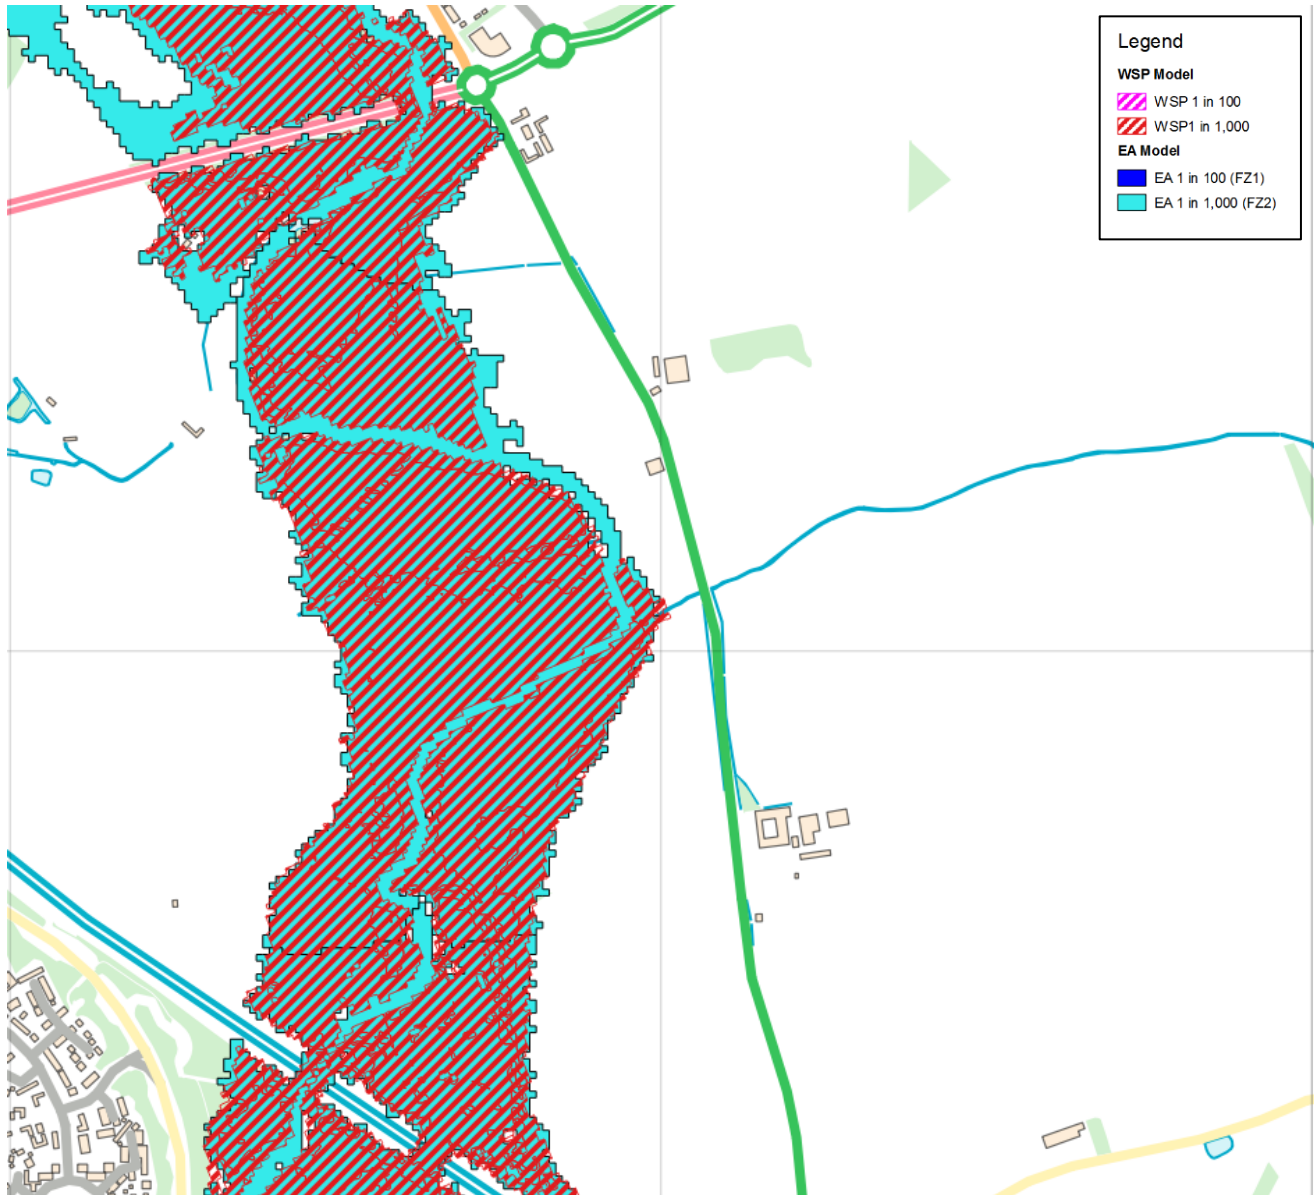 Legend
WSP Model
WSP 1 in 100
WSP1 in 1,000
EA Model
EA 1 in 100 (FZ1)
EA 1 in 1,000 (FZ2)